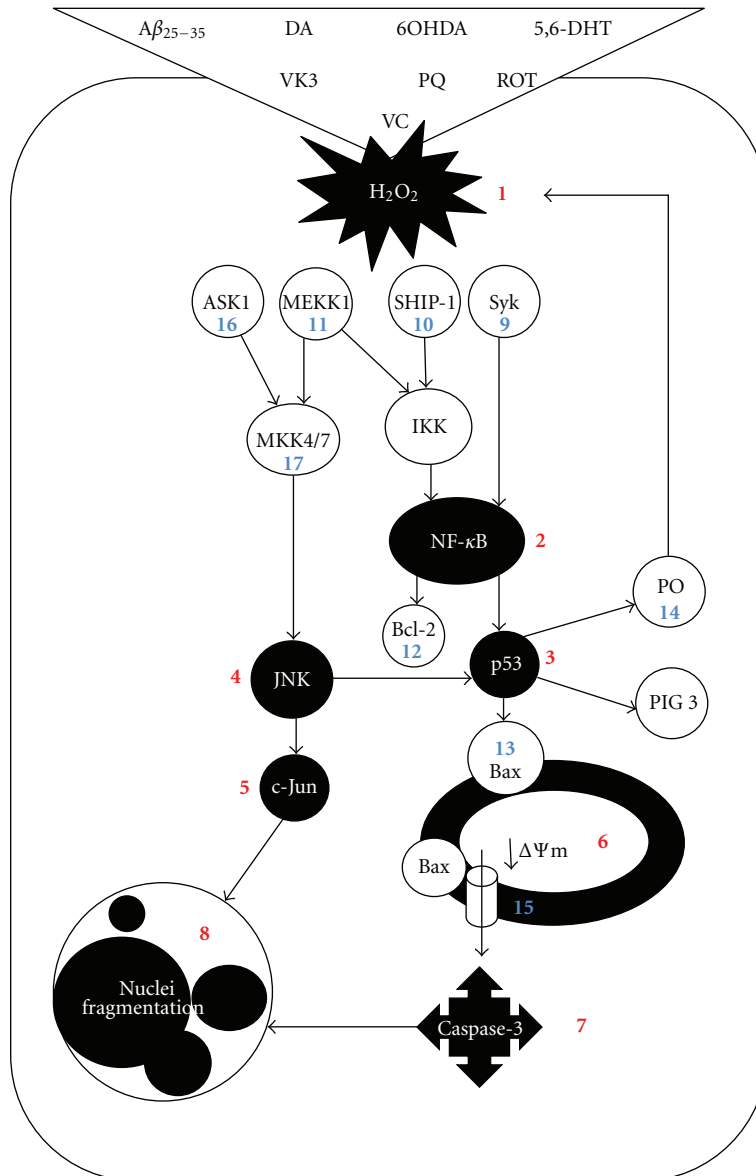 Aβ25–35 DA 6OHDA 5,6-DHT
VK3 PQ ROT
VC
H2O2 1
ASK1 MEKK1 SHIP-1 Syk
16 11 10 9
MKK4/7 IKK
17
NF-κB 2
PO
14
Bcl-2
12
p53 3
4 JNK
PIG 3
13
Bax
5 c-Jun
6
ΔΨm
Bax
15
8
Nuclei
fragmentation
Caspase-3 7